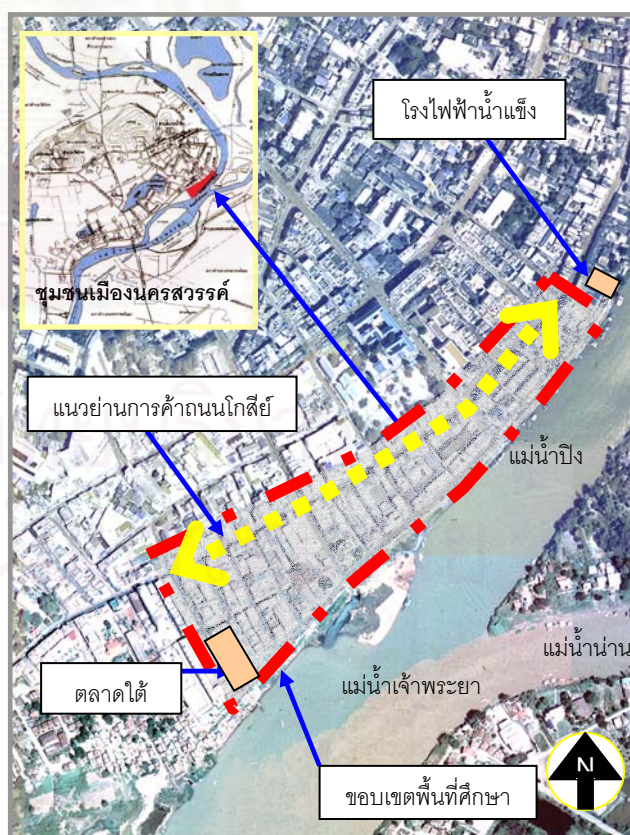 โรงไฟฟ้าน้ำแข็ง
ชุมชนเมืองนครสวรรค์
แนวย่านการค้าถนนโกสีย์
แม่น้ำปิง
แม่น้ำน่าน
ตลาดใต้
แม่น้ำเจ้าพระยา
N
ขอบเขตพื้นที่ศึกษา